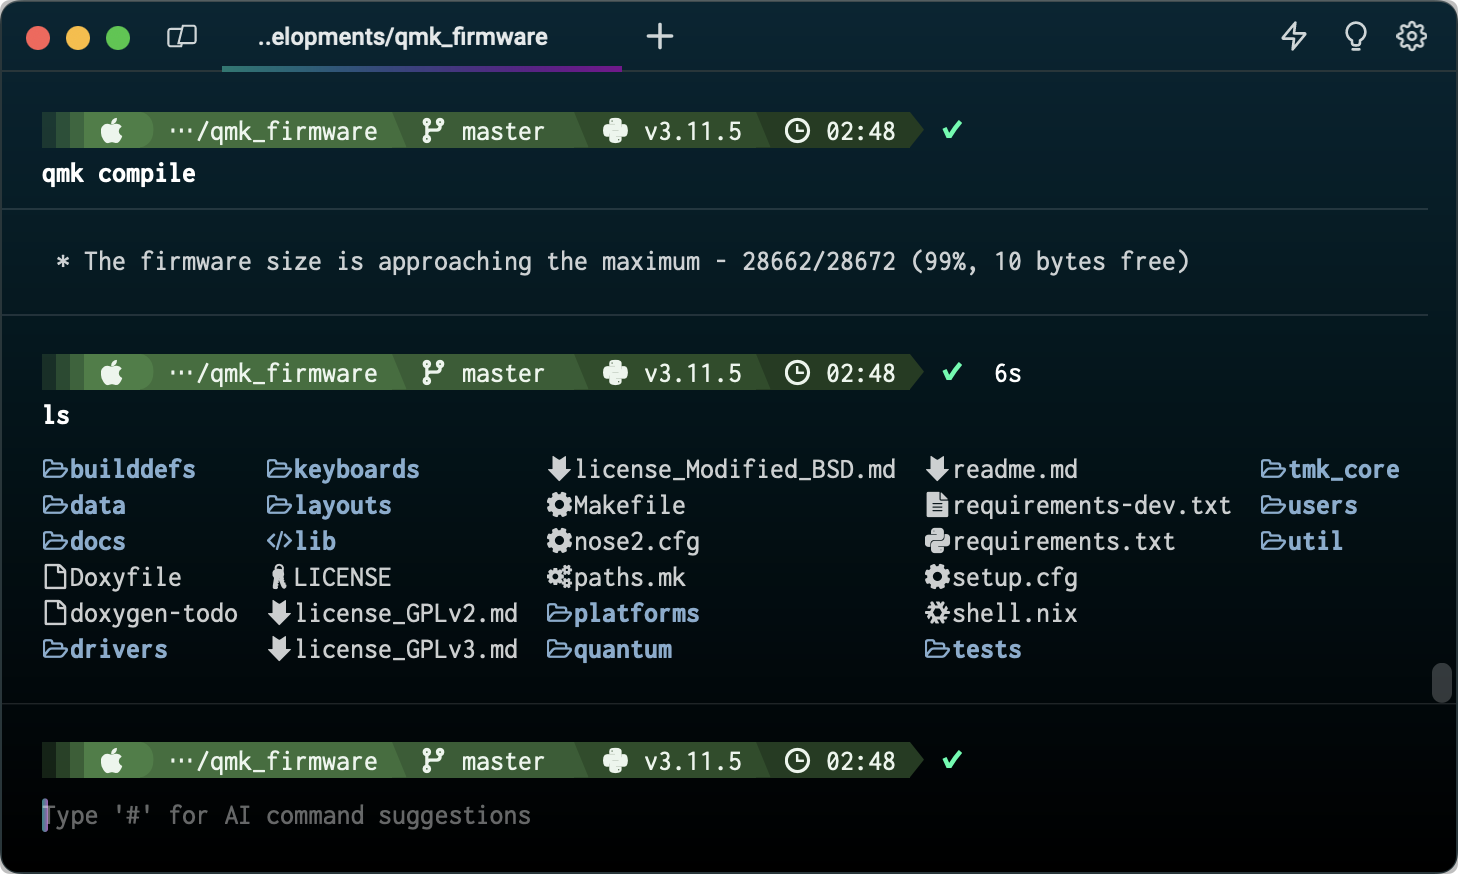 ..elopments/qmk_firmware
···/qmk_firmware master v3.11.5 02:48 ✓
qmk compile
* The firmware size is approaching the maximum - 28662/28672 (99%, 10 bytes free)
···/qmk_firmware master v3.11.5 02:48 ✓ 6s
ls
builddefs keyboards license_Modified_BSD.md readme.md tmk_core
data layouts Makefile requirements-dev.txt users
docs lib nose2.cfg requirements.txt util
Doxyfile LICENSE paths.mk setup.cfg
doxygen-todo license_GPLv2.md platforms shell.nix
drivers license_GPLv3.md quantum tests
···/qmk_firmware master v3.11.5 02:48 ✓
Type '#' for AI command suggestions